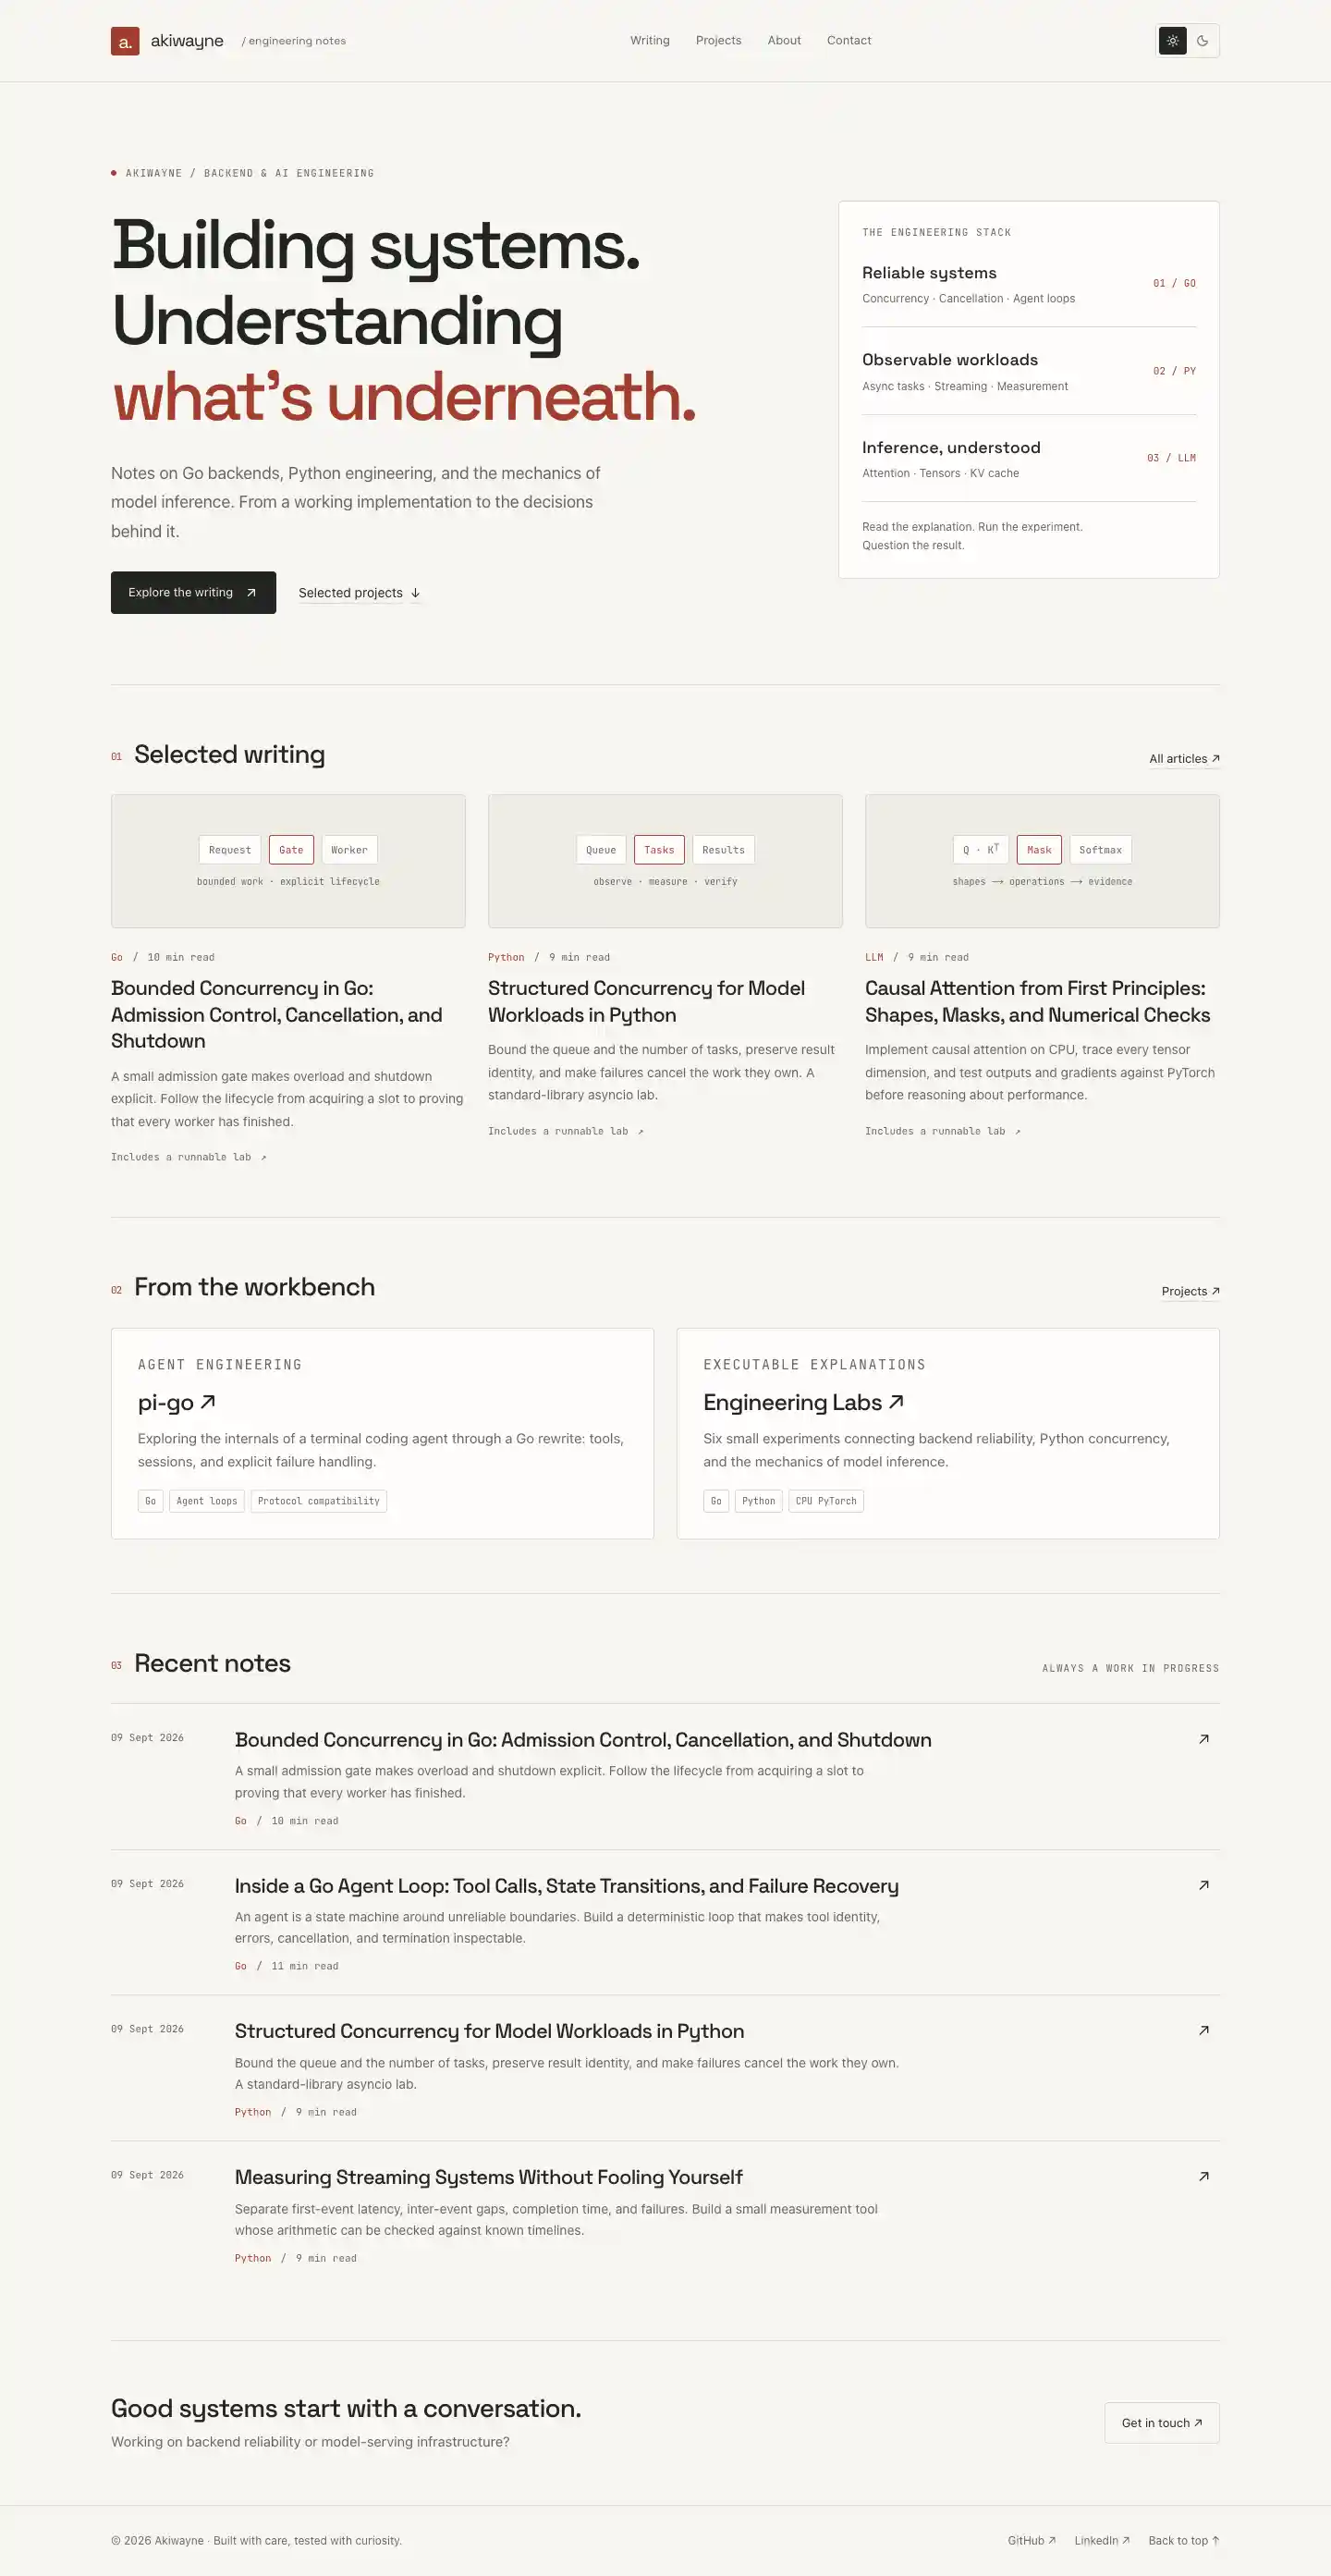 a. akiwayne / engineering notes
Writing Projects About Contact
AKIWAYNE / BACKEND & AI ENGINEERING
Building systems.
Understanding
what's underneath.
Notes on Go backends, Python engineering, and the mechanics of
model inference. From a working implementation to the decisions
behind it.
Explore the writing ↗ Selected projects ↓
THE ENGINEERING STACK
Reliable systems
Concurrency · Cancellation · Agent loops
01 / GO
Observable workloads
Async tasks · Streaming · Measurement
02 / PY
Inference, understood
Attention · Tensors · KV cache
03 / LLM
Read the explanation. Run the experiment.
Question the result.
01 Selected writing
All articles ↗
Request Gate Worker
bounded work · explicit lifecycle
Go / 10 min read
Bounded Concurrency in Go:
Admission Control, Cancellation, and
Shutdown
A small admission gate makes overload and shutdown
explicit. Follow the lifecycle from acquiring a slot to proving
that every worker has finished.
Includes a runnable lab ↗
Queue Tasks Results
observe · measure · verify
Python / 9 min read
Structured Concurrency for Model
Workloads in Python
Bound the queue and the number of tasks, preserve result
identity, and make failures cancel the work they own. A
standard-library asyncio lab.
Includes a runnable lab ↗
Q · Kᵀ Mask Softmax
shapes ⟶ operations ⟶ evidence
LLM / 9 min read
Causal Attention from First Principles:
Shapes, Masks, and Numerical Checks
Implement causal attention on CPU, trace every tensor
dimension, and test outputs and gradients against PyTorch
before reasoning about performance.
Includes a runnable lab ↗
02 From the workbench
Projects ↗
AGENT ENGINEERING
pi-go ↗
Exploring the internals of a terminal coding agent through a Go rewrite: tools,
sessions, and explicit failure handling.
Go Agent loops Protocol compatibility
EXECUTABLE EXPLANATIONS
Engineering Labs ↗
Six small experiments connecting backend reliability, Python concurrency,
and the mechanics of model inference.
Go Python CPU PyTorch
03 Recent notes
ALWAYS A WORK IN PROGRESS
09 Sept 2026
Bounded Concurrency in Go: Admission Control, Cancellation, and Shutdown ↗
A small admission gate makes overload and shutdown explicit. Follow the lifecycle from acquiring a slot to
proving that every worker has finished.
Go / 10 min read
09 Sept 2026
Inside a Go Agent Loop: Tool Calls, State Transitions, and Failure Recovery ↗
An agent is a state machine around unreliable boundaries. Build a deterministic loop that makes tool identity,
errors, cancellation, and termination inspectable.
Go / 11 min read
09 Sept 2026
Structured Concurrency for Model Workloads in Python ↗
Bound the queue and the number of tasks, preserve result identity, and make failures cancel the work they own.
A standard-library asyncio lab.
Python / 9 min read
09 Sept 2026
Measuring Streaming Systems Without Fooling Yourself ↗
Separate first-event latency, inter-event gaps, completion time, and failures. Build a small measurement tool
whose arithmetic can be checked against known timelines.
Python / 9 min read
Good systems start with a conversation.
Working on backend reliability or model-serving infrastructure?
Get in touch ↗
© 2026 Akiwayne · Built with care, tested with curiosity.
GitHub ↗ LinkedIn ↗ Back to top ↑